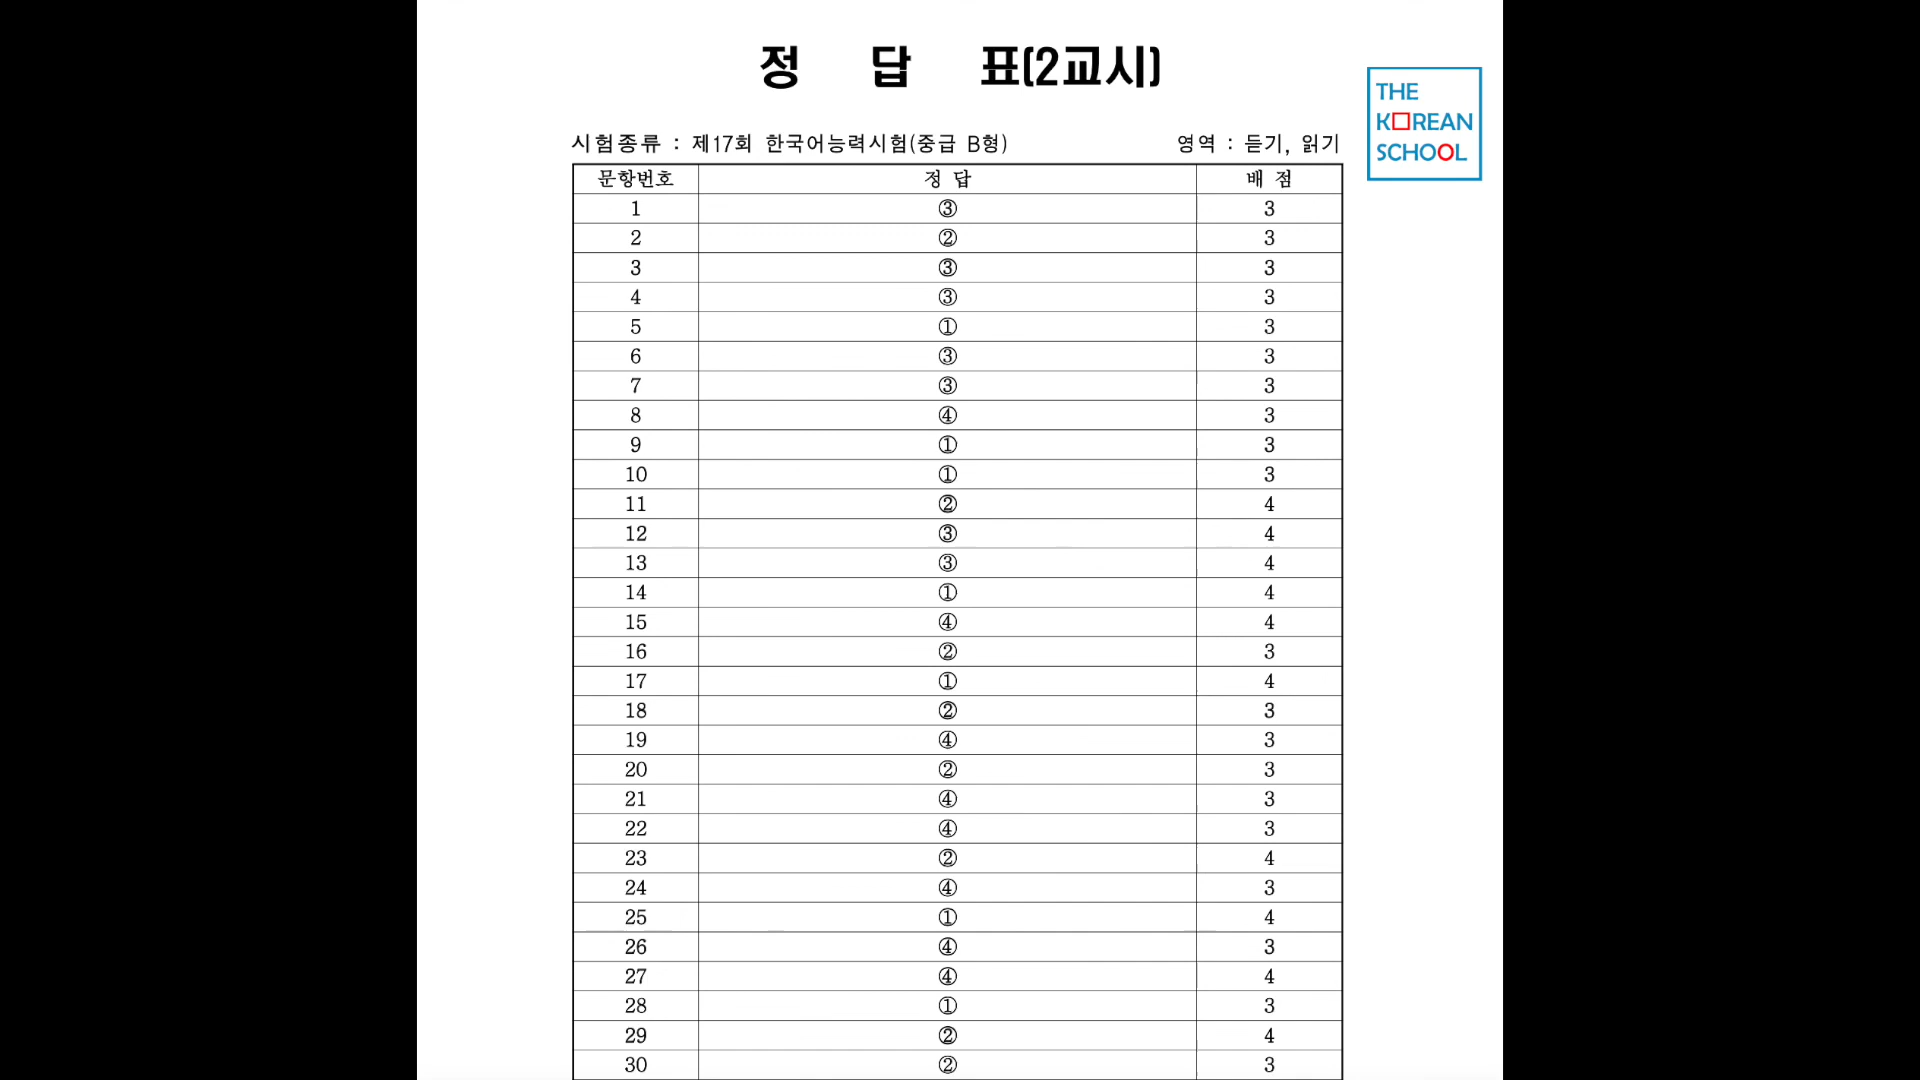 정 답 표(2교시)
THE
KOREAN
SCHOOL
시험종류 : 제17회 한국어능력시험(중급 B형) 영역 : 듣기, 읽기
문항번호 정 답 배 점
1 ③ 3
2 ② 3
3 ③ 3
4 ③ 3
5 ① 3
6 ③ 3
7 ③ 3
8 ④ 3
9 ① 3
10 ① 3
11 ② 4
12 ③ 4
13 ③ 4
14 ① 4
15 ④ 4
16 ② 3
17 ① 4
18 ② 3
19 ④ 3
20 ② 3
21 ④ 3
22 ④ 3
23 ② 4
24 ④ 3
25 ① 4
26 ④ 3
27 ④ 4
28 ① 3
29 ② 4
30 ② 3